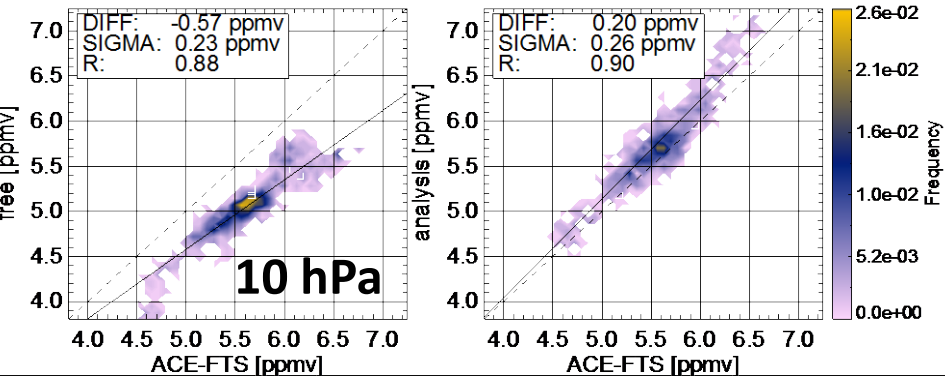 DIFF: -0.57 ppmv
SIGMA: 0.23 ppmv
R: 0.88
7.0
6.5
6.0
5.5
5.0
4.5
4.0
free [ppmv]
10 hPa
4.0 4.5 5.0 5.5 6.0 6.5 7.0
ACE-FTS [ppmv]
DIFF: 0.20 ppmv
SIGMA: 0.26 ppmv
R: 0.90
7.0
6.5
6.0
5.5
5.0
4.5
4.0
analysis [ppmv]
4.0 4.5 5.0 5.5 6.0 6.5 7.0
ACE-FTS [ppmv]
2.6e-02
2.1e-02
1.6e-02
1.0e-02
5.2e-03
0.0e+00
Frequency